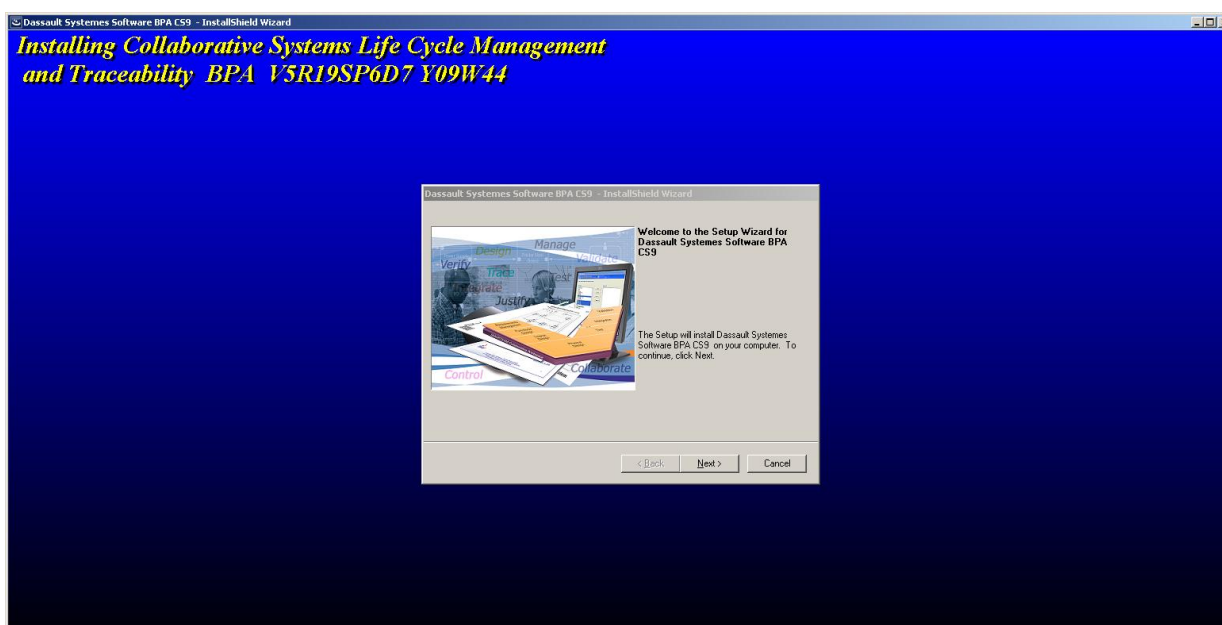 Dassault Systemes Software BPA CS9 - InstallShield Wizard
Installing Collaborative Systems Life Cycle Management
and Traceability BPA V5R19SP6D7 Y09W44
Dassault Systemes Software BPA CS9 - InstallShield Wizard
Welcome to the Setup Wizard for
Dassault Systemes Software BPA
CS9
Manage
Design
Validate
Verify
Trace
Test
Integrate
Justify
Control
Collaborate
The Setup will install Dassault Systemes
Software BPA CS9 on your computer. To
continue, click Next.
< Back
Next >
Cancel